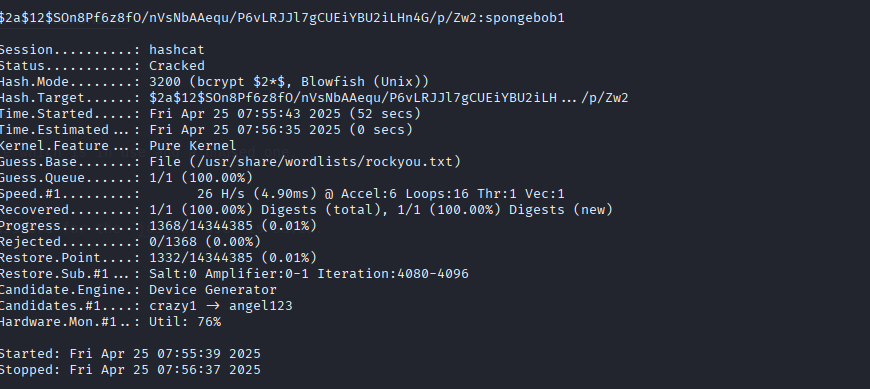 $2a$12$SOn8Pf6z8fO/nVsNbAAequ/P6vLRJJl7gCUEiYBU2iLHn4G/p/Zw2:spongebob1
Session..........: hashcat
Status...........: Cracked
Hash.Mode........: 3200 (bcrypt $2*$, Blowfish (Unix))
Hash.Target......: $2a$12$SOn8Pf6z8fO/nVsNbAAequ/P6vLRJJl7gCUEiYBU2iLH.../p/Zw2
Time.Started.....: Fri Apr 25 07:55:43 2025 (52 secs)
Time.Estimated...: Fri Apr 25 07:56:35 2025 (0 secs)
Kernel.Feature...: Pure Kernel
Guess.Base.......: File (/usr/share/wordlists/rockyou.txt)
Guess.Queue......: 1/1 (100.00%)
Speed.#1.........:       26 H/s (4.90ms) @ Accel:6 Loops:16 Thr:1 Vec:1
Recovered........: 1/1 (100.00%) Digests (total), 1/1 (100.00%) Digests (new)
Progress.........: 1368/14344385 (0.01%)
Rejected.........: 0/1368 (0.00%)
Restore.Point....: 1332/14344385 (0.01%)
Restore.Sub.#1...: Salt:0 Amplifier:0-1 Iteration:4080-4096
Candidate.Engine.: Device Generator
Candidates.#1....: crazy1 -> angel123
Hardware.Mon.#1..: Util: 76%
Started: Fri Apr 25 07:55:39 2025
Stopped: Fri Apr 25 07:56:37 2025